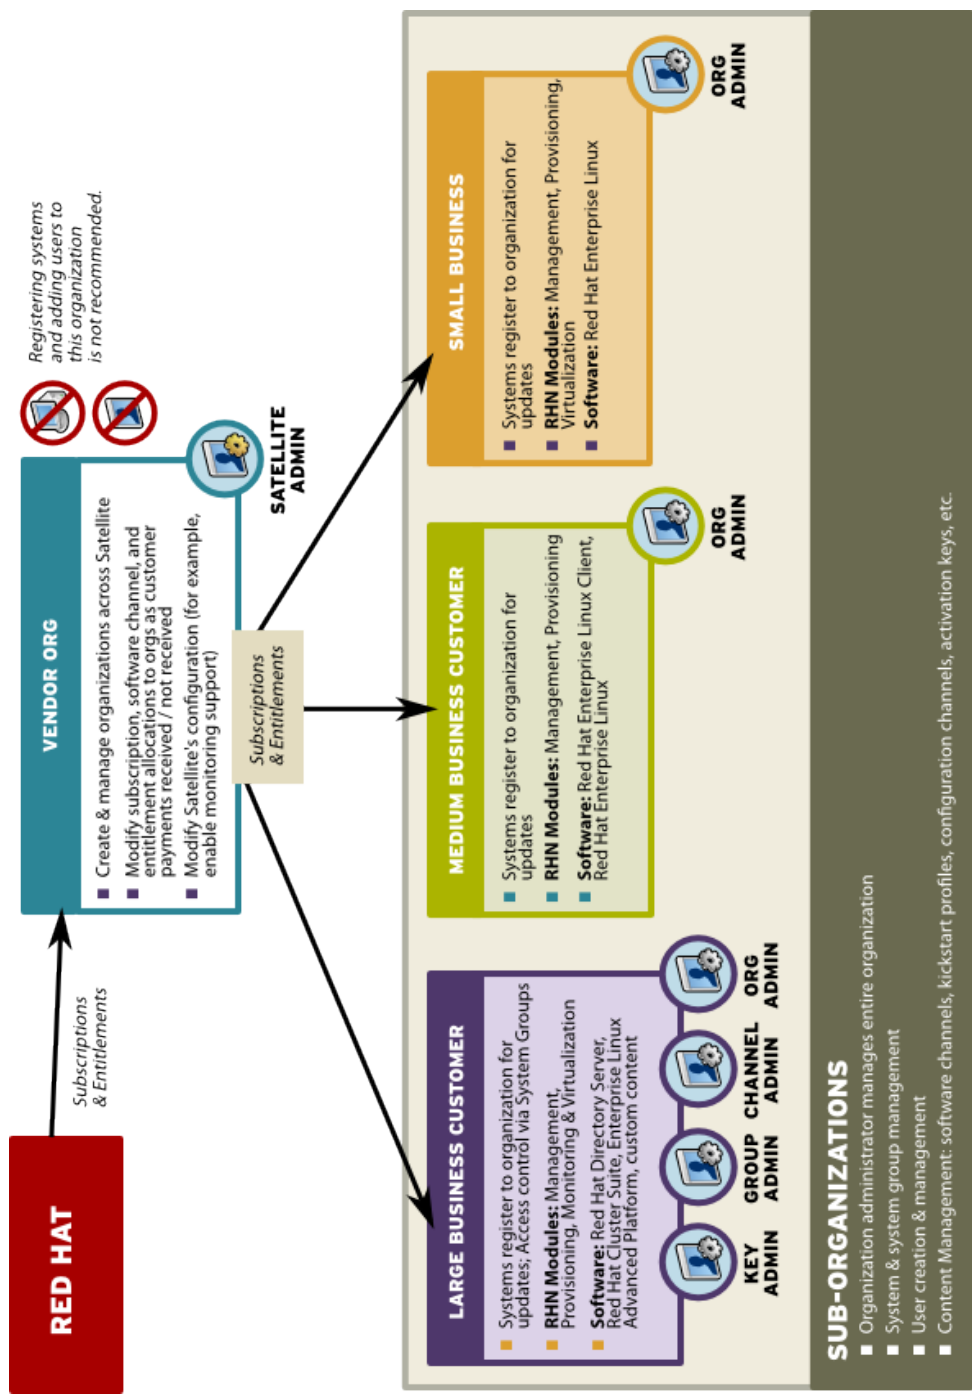 RED HAT
Subscriptions
& Entitlements
VENDOR ORG
Create & manage organizations across Satellite
Modify subscription, software channel, and
entitlement allocations to orgs as customer
payments received / not received
Modify Satellite's configuration (for example,
enable monitoring support)
SATELLITE
ADMIN
Registering systems
and adding users to
this organization
is not recommended.
Subscriptions
& Entitlements
LARGE BUSINESS CUSTOMER
Systems register to organization for
updates; Access control via System Groups
RHN Modules: Management,
Provisioning, Monitoring & Virtualization
Software: Red Hat Directory Server,
Red Hat Cluster Suite, Enterprise Linux
Advanced Platform, custom content
KEY
ADMIN
GROUP
ADMIN
CHANNEL
ADMIN
ORG
ADMIN
MEDIUM BUSINESS CUSTOMER
Systems register to organization for
updates
RHN Modules: Management, Provisioning
Software: Red Hat Enterprise Linux Client,
Red Hat Enterprise Linux
ORG
ADMIN
SMALL BUSINESS
Systems register to organization for
updates
RHN Modules: Management, Provisioning,
Virtualization
Software: Red Hat Enterprise Linux
ORG
ADMIN
SUB-ORGANIZATIONS
Organization administrator manages entire organization
System & system group management
User creation & management
Content Management: software channels, kickstart profiles, configuration channels, activation keys, etc.